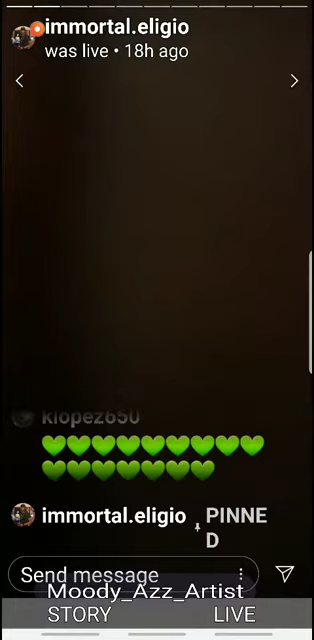 immortal.eligio
was live • 18h ago
klopez650
💚💚💚💚💚💚💚💚💚
💚💚💚💚💚💚💚
immortal.eligio PINNE
D
Send message
Moody_Azz_Artist
STORY LIVE